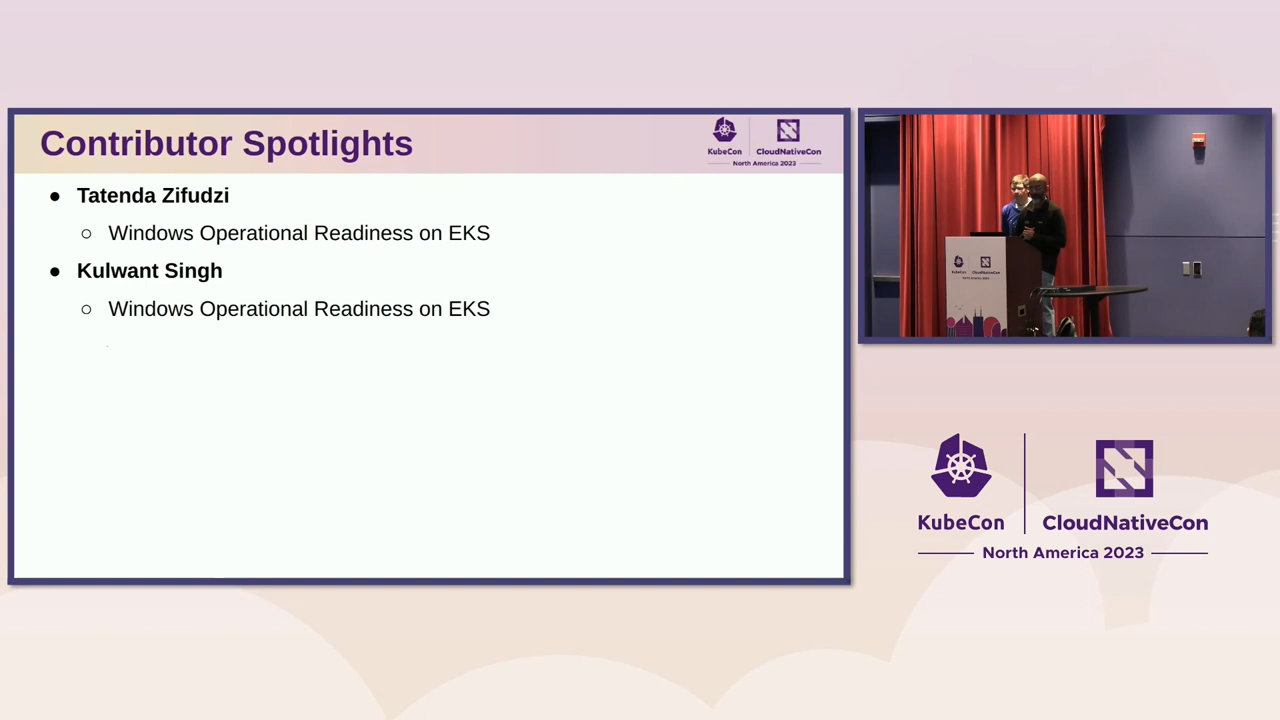 Contributor Spotlights
KubeCon
CloudNativeCon
North America 2023
● Tatenda Zifudzi
○ Windows Operational Readiness on EKS
● Kulwant Singh
○ Windows Operational Readiness on EKS
KubeCon
CloudNativeCon
North America 2023